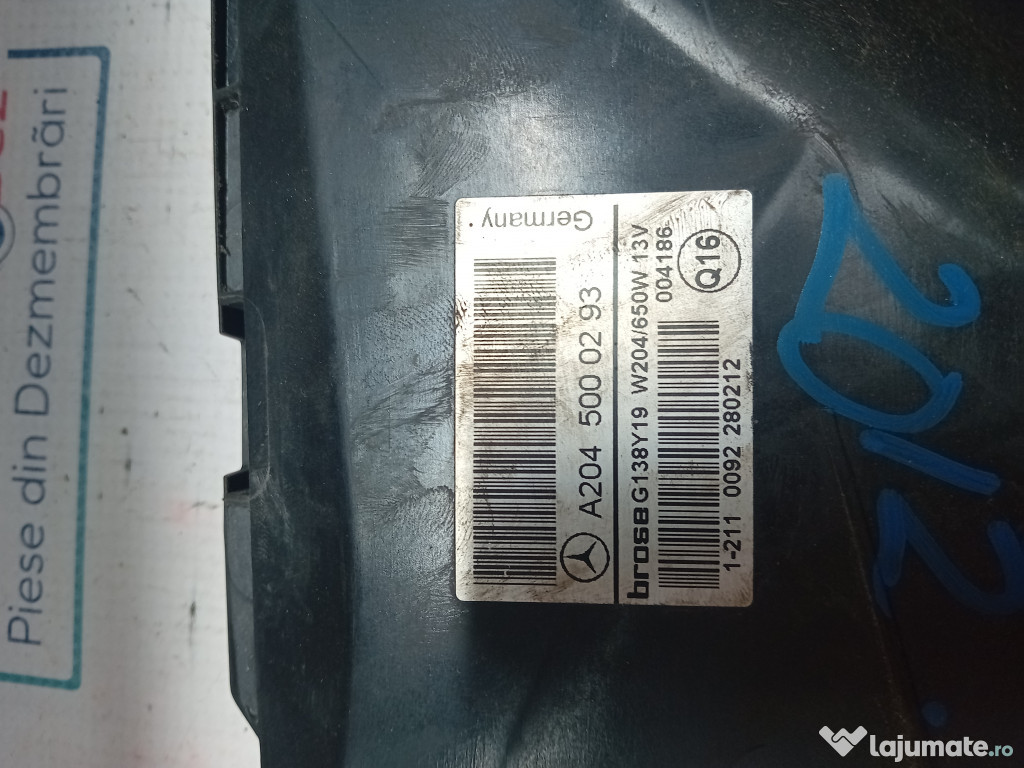 Piese din Dezmembrări
Germany
A204 500 02 93
brose G138Y19 W204/650W 13V
004186
Q16
1-211 0092 280212
2012
lajumate.ro